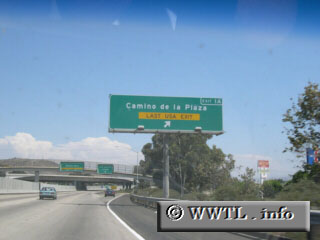 EXIT 1A
Camino de la Plaza
LAST USA EXIT
© WWTL.info